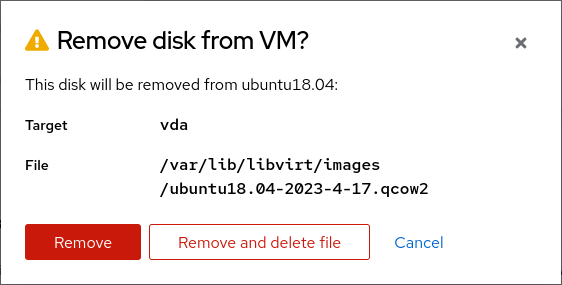 Remove disk from VM?
This disk will be removed from ubuntu18.04:
Target vda
File /var/lib/libvirt/images
/ubuntu18.04-2023-4-17.qcow2
Remove Remove and delete file Cancel